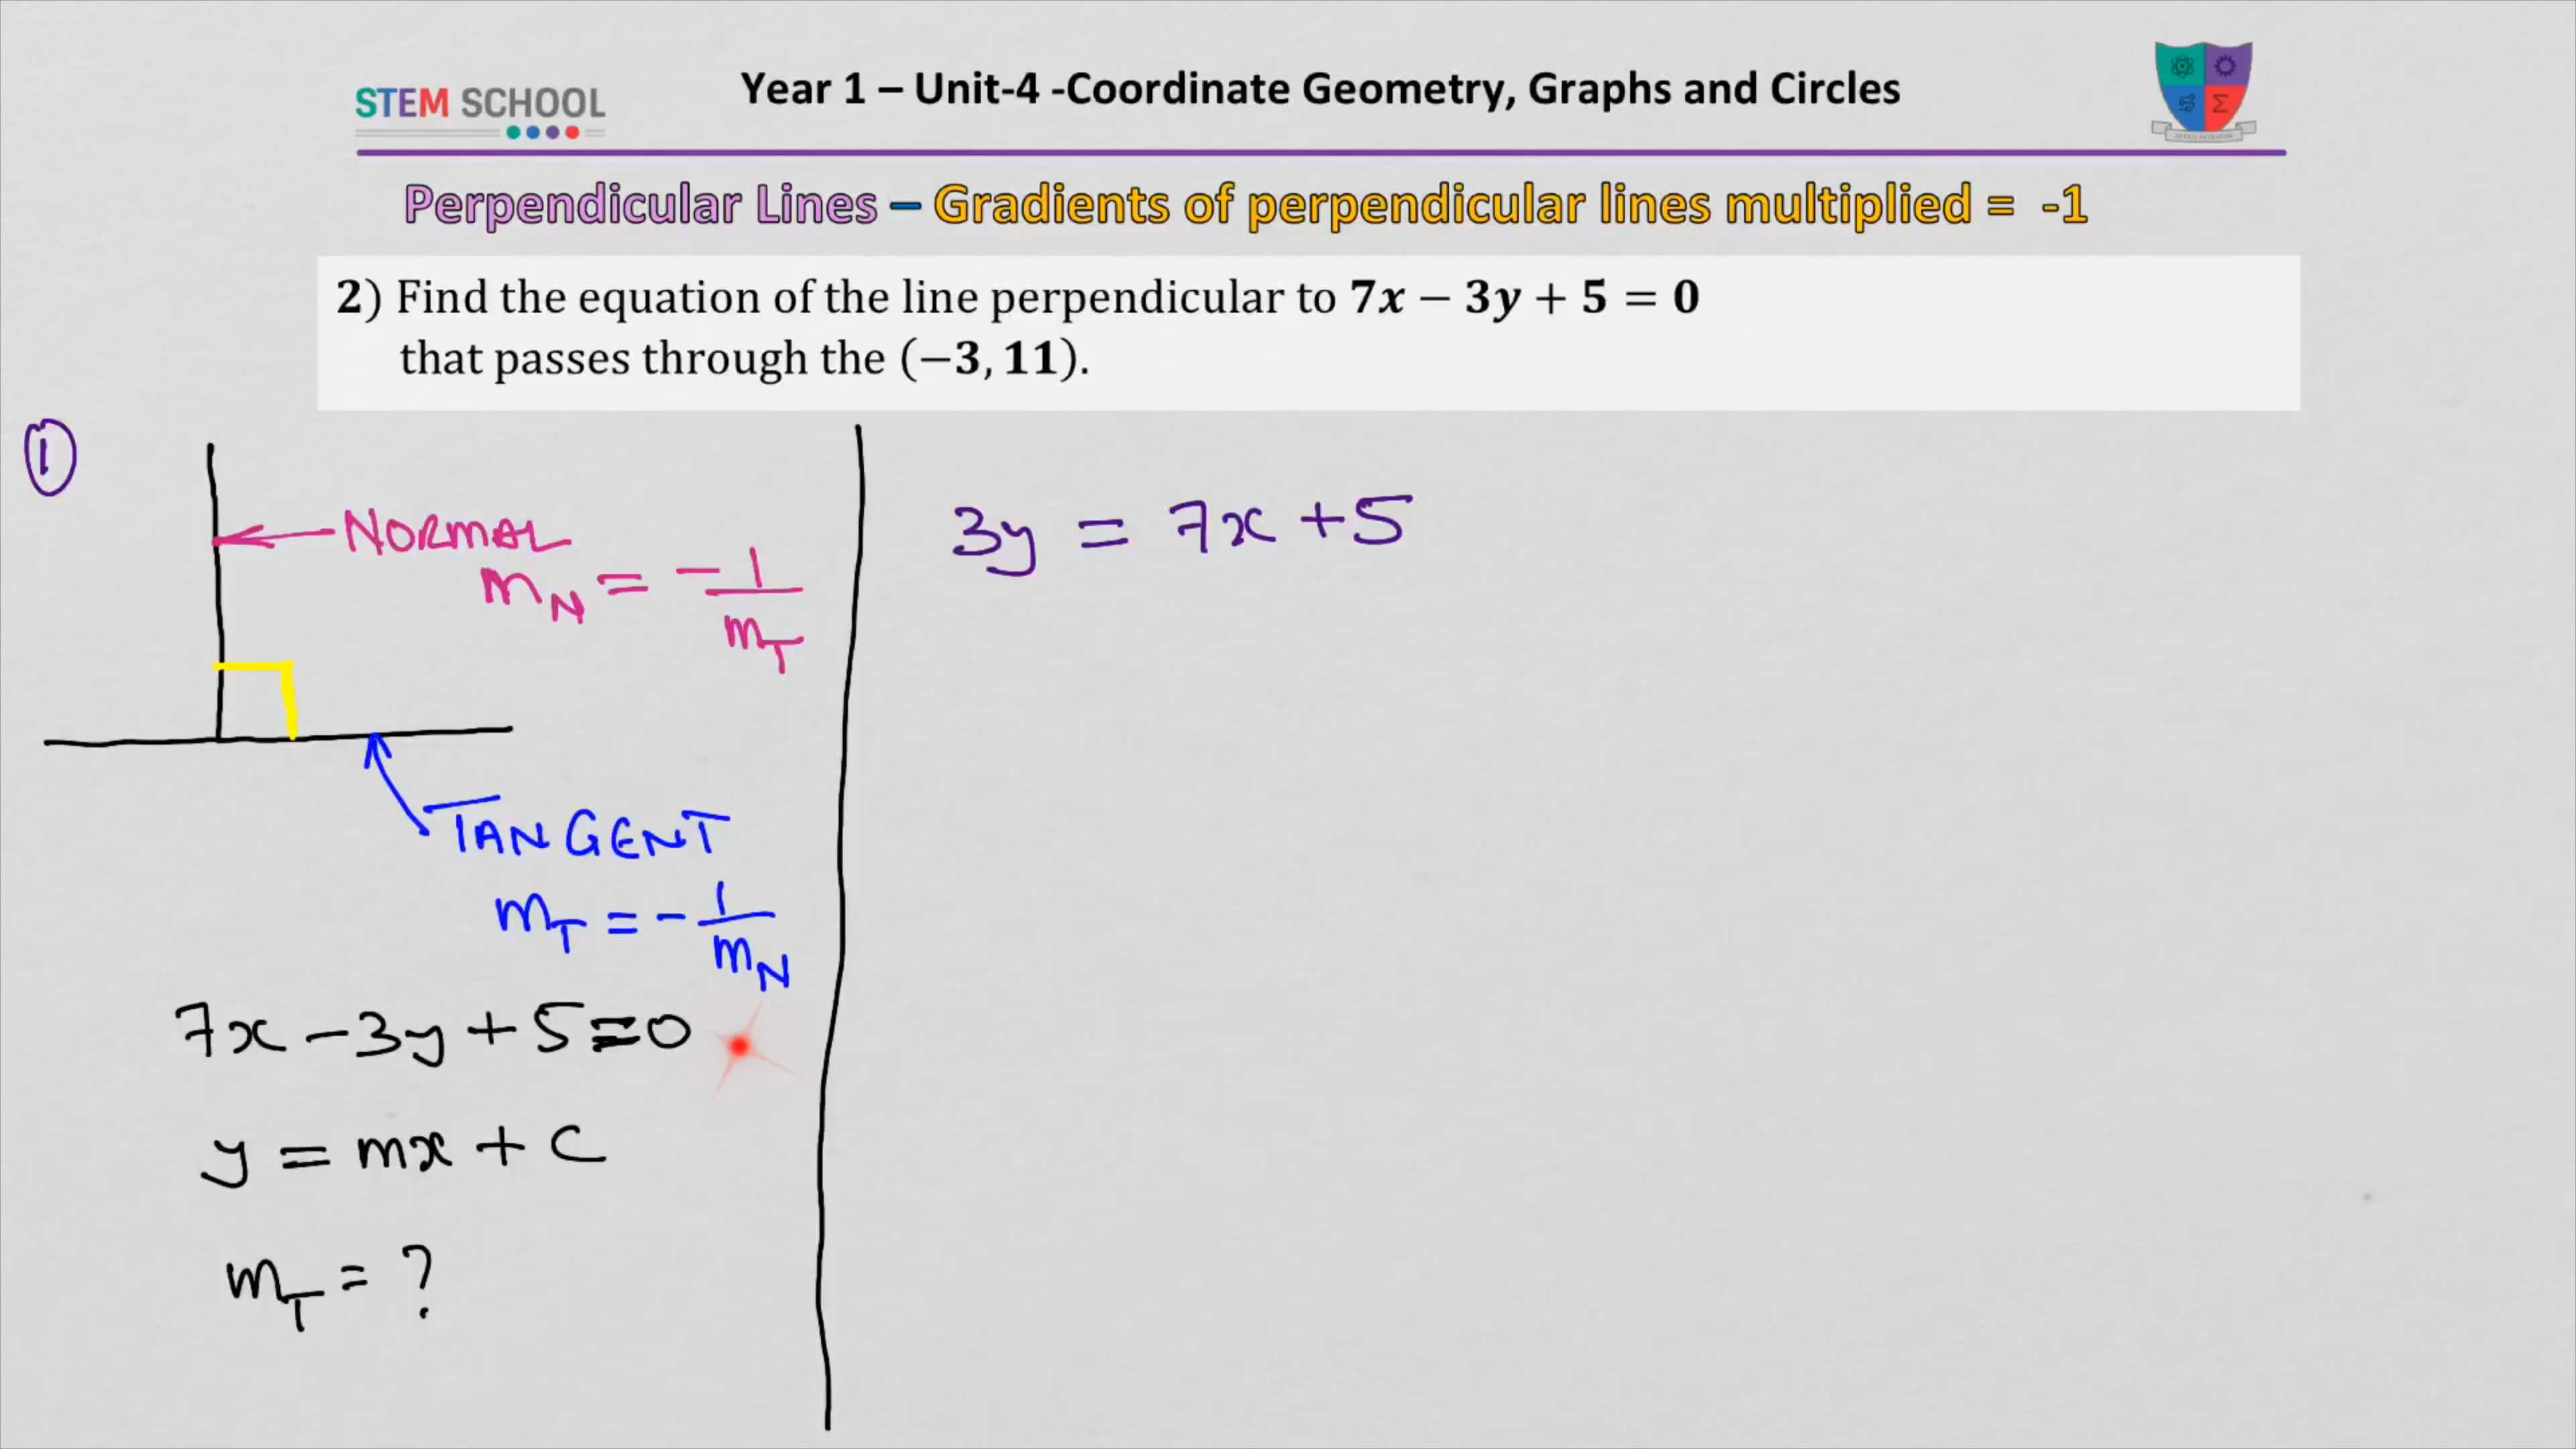 STEM SCHOOL
Year 1 – Unit-4 -Coordinate Geometry, Graphs and Circles
Perpendicular Lines – Gradients of perpendicular lines multiplied = -1
2) Find the equation of the line perpendicular to 7x − 3y + 5 = 0
that passes through the (−3, 11).
①
NORMAL
m_N = -1/m_T
TANGENT
m_T = -1/m_N
7x - 3y + 5 = 0
y = mx + c
m_T = ?
3y = 7x + 5